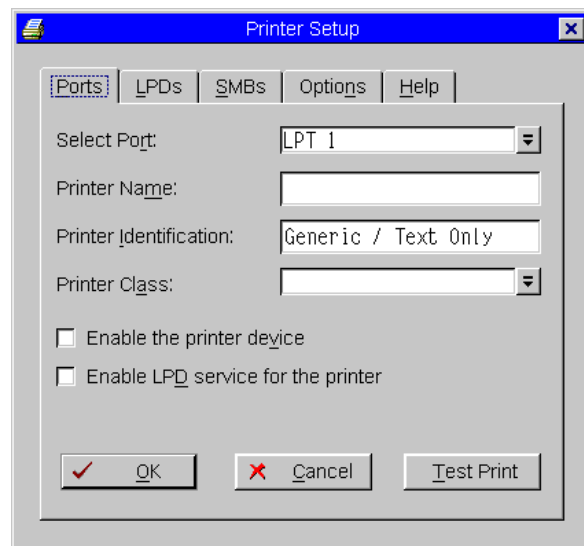 Printer Setup
Ports LPDs SMBs Options Help
Select Port: LPT 1
Printer Name:
Printer Identification: Generic / Text Only
Printer Class:
Enable the printer device
Enable LPD service for the printer
OK Cancel Test Print